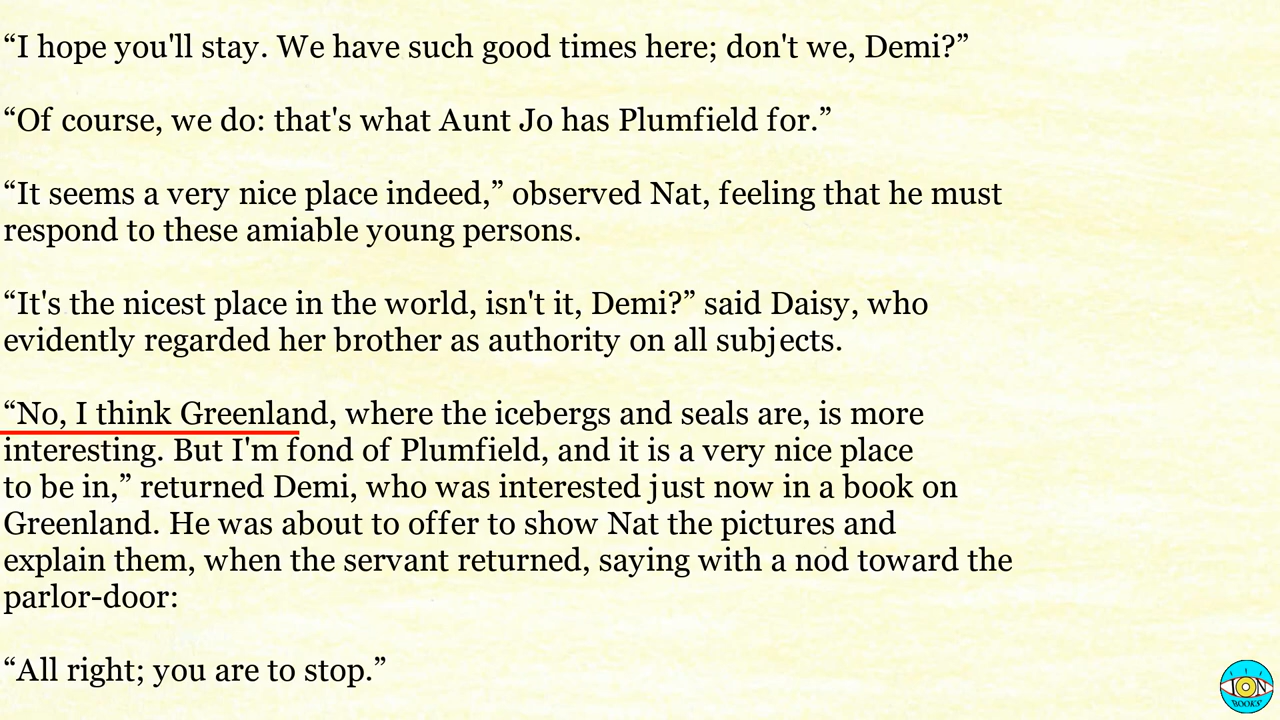 “I hope you'll stay. We have such good times here; don't we, Demi?”
“Of course, we do: that's what Aunt Jo has Plumfield for.”
“It seems a very nice place indeed,” observed Nat, feeling that he must
respond to these amiable young persons.
“It's the nicest place in the world, isn't it, Demi?” said Daisy, who
evidently regarded her brother as authority on all subjects.
“No, I think Greenland, where the icebergs and seals are, is more
interesting. But I'm fond of Plumfield, and it is a very nice place
to be in,” returned Demi, who was interested just now in a book on
Greenland. He was about to offer to show Nat the pictures and
explain them, when the servant returned, saying with a nod toward the
parlor-door:
“All right; you are to stop.”
ION
BOOKS